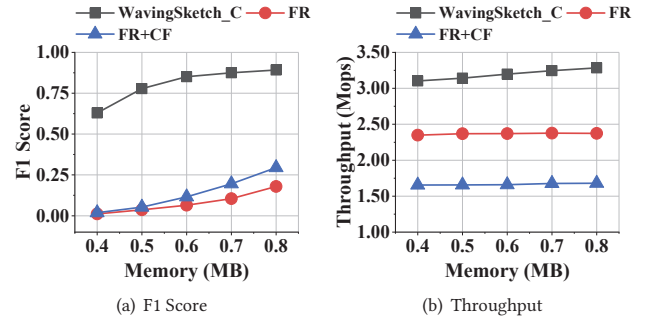 WavingSketch_C FR
FR+CF
F1 Score
1.00
0.75
0.50
0.25
0.00
0.4 0.5 0.6 0.7 0.8
Memory (MB)
(a) F1 Score
WavingSketch_C FR
FR+CF
Throughput (Mops)
3.50
3.00
2.50
2.00
1.50
1.00
0.4 0.5 0.6 0.7 0.8
Memory (MB)
(b) Throughput